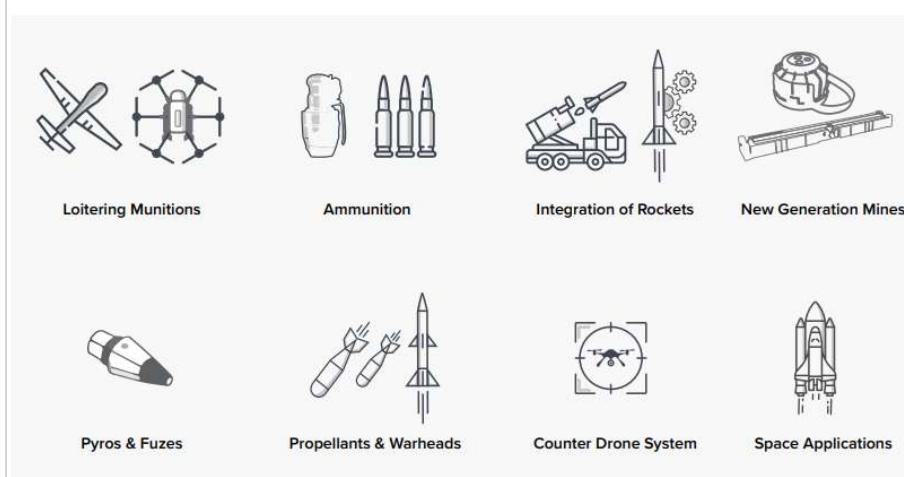 Loitering Munitions
Ammunition
Integration of Rockets
New Generation Mines
Pyros & Fuzes
Propellants & Warheads
Counter Drone System
Space Applications